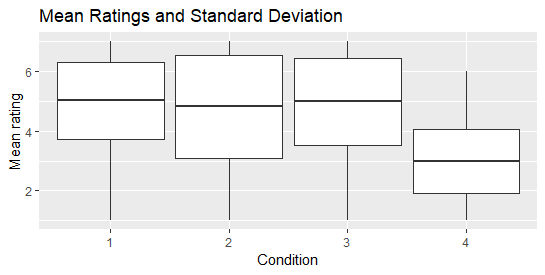 Mean Ratings and Standard Deviation
6
4
2
Mean rating
1 2 3 4
Condition